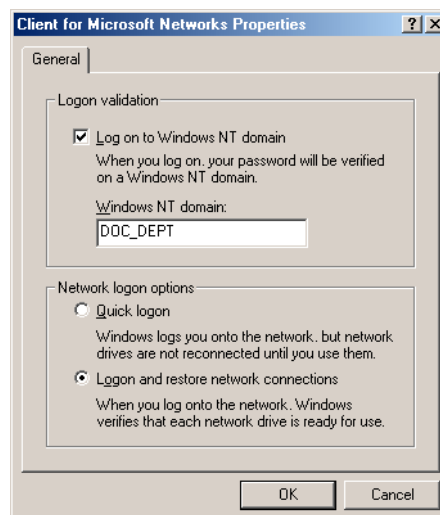 Client for Microsoft Networks Properties
General
Logon validation
Log on to Windows NT domain
When you log on, your password will be verified
on a Windows NT domain.
Windows NT domain:
DOC_DEPT
Network logon options
Quick logon
Windows logs you onto the network, but network
drives are not reconnected until you use them.
Logon and restore network connections
When you log onto the network, Windows
verifies that each network drive is ready for use.
OK Cancel